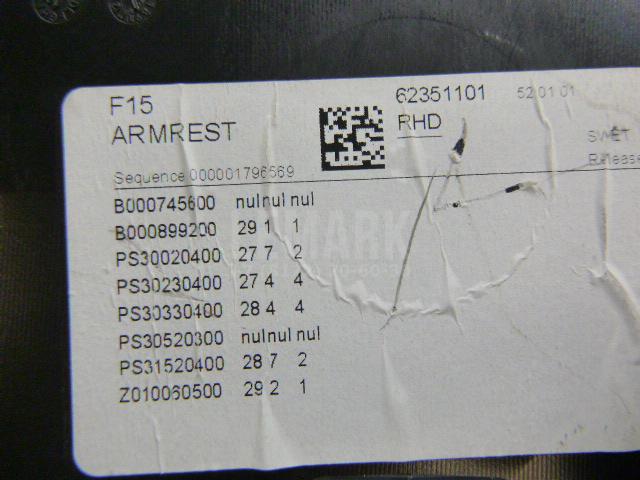 F15 62351101 52 01 01
ARMREST RHD
SWET
Release
Sequence 000001796569
B000745600 nul nul nul
B000899200 29 1 1
PS30020400 27 7 2
PS30230400 27 4 4
PS30330400 28 4 4
PS30520300 nul nul nul
PS31520400 28 7 2
Z010060500 29 2 1